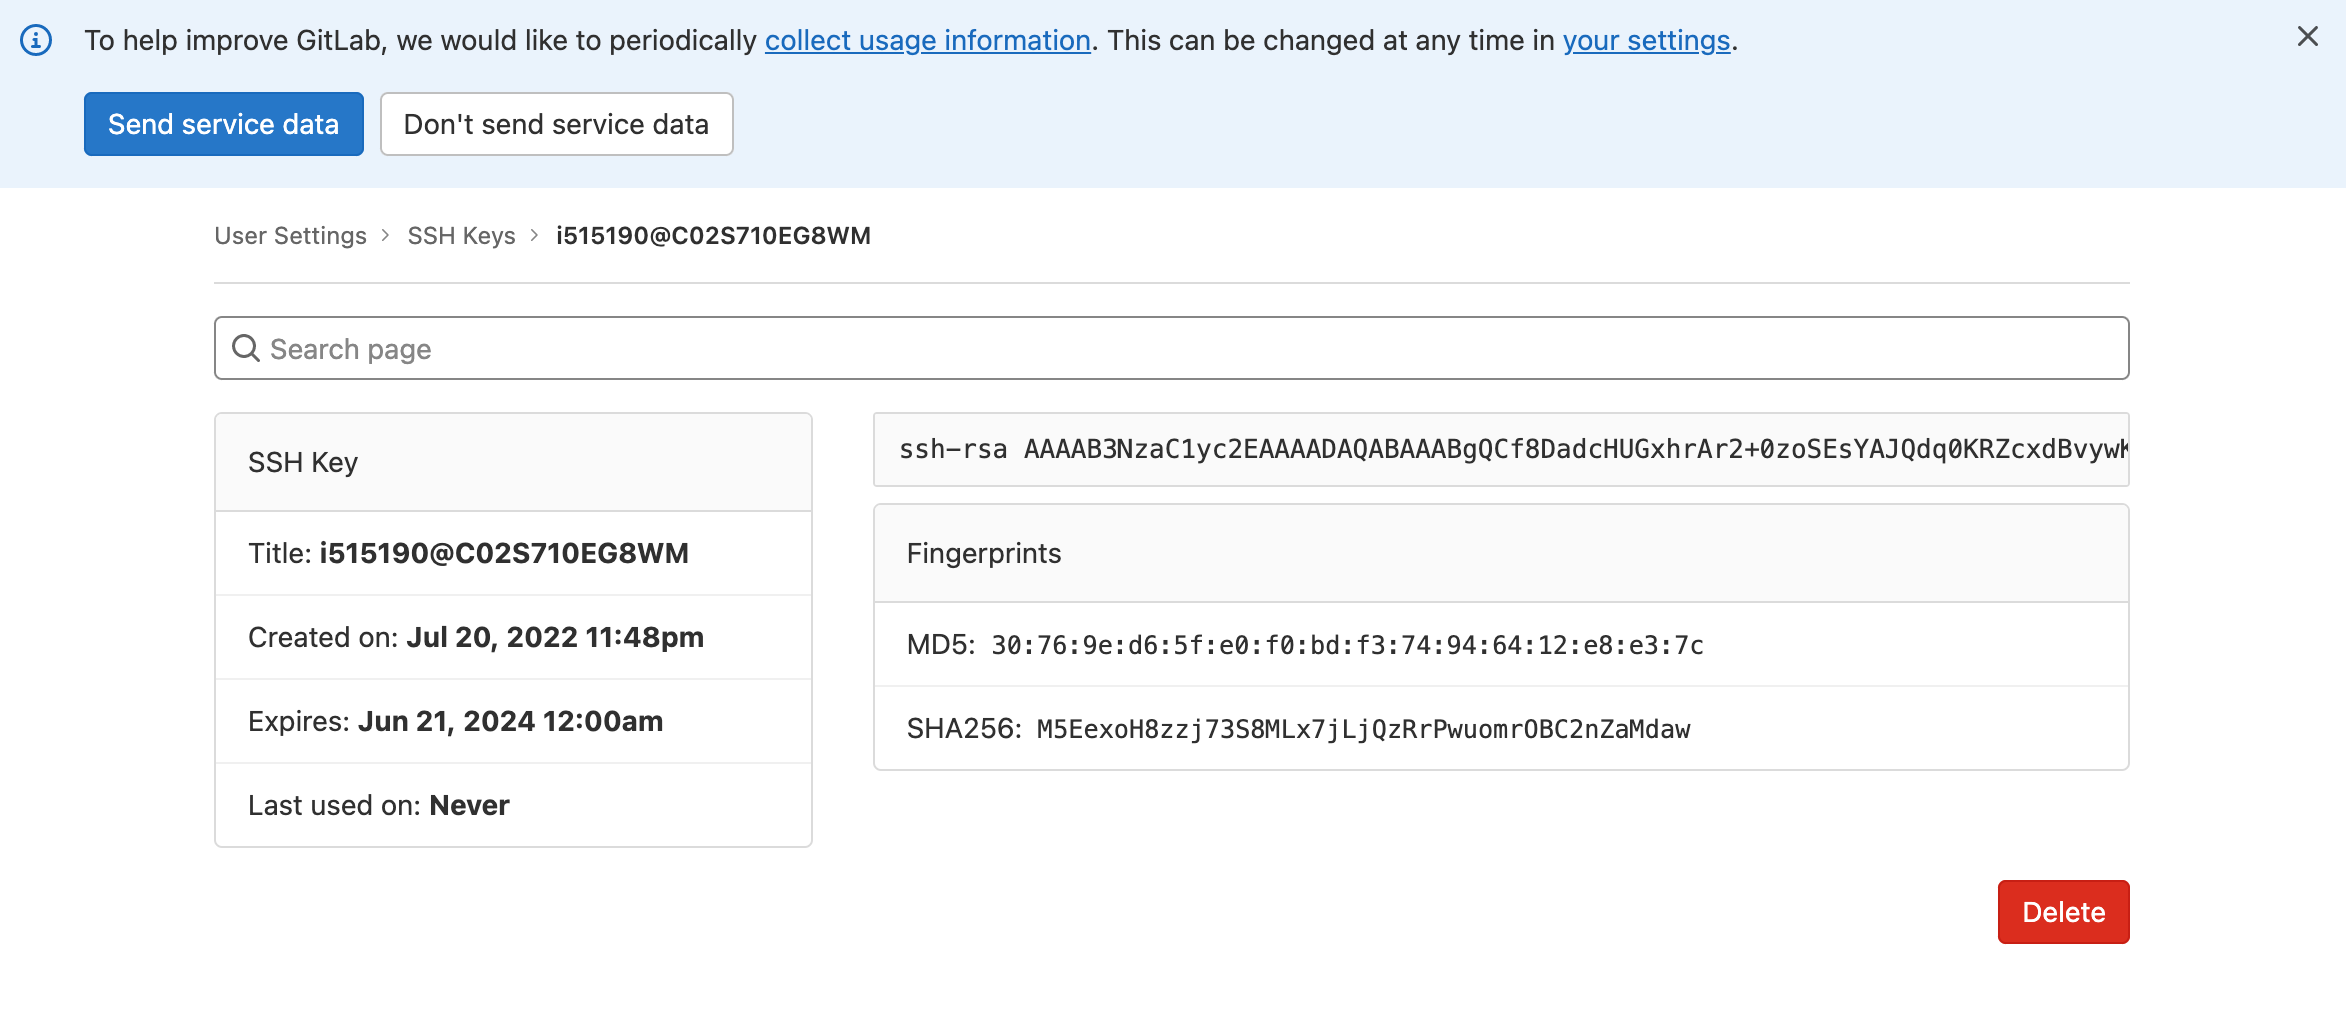 To help improve GitLab, we would like to periodically collect usage information. This can be changed at any time in your settings.
Send service data
Don't send service data
User Settings > SSH Keys > i515190@C02S710EG8WM
Search page
SSH Key
Title: i515190@C02S710EG8WM
Created on: Jul 20, 2022 11:48pm
Expires: Jun 21, 2024 12:00am
Last used on: Never
ssh-rsa AAAAB3NzaC1yc2EAAAADAQABAAABgQCf8DadcHUGxhrAr2+0zoSEsYAJQdq0KRZcxdBvywK
Fingerprints
MD5: 30:76:9e:d6:5f:e0:f0:bd:f3:74:94:64:12:e8:e3:7c
SHA256: M5EexoH8zzj73S8MLx7jLjQzRrPwuomrOBC2nZaMdaw
Delete